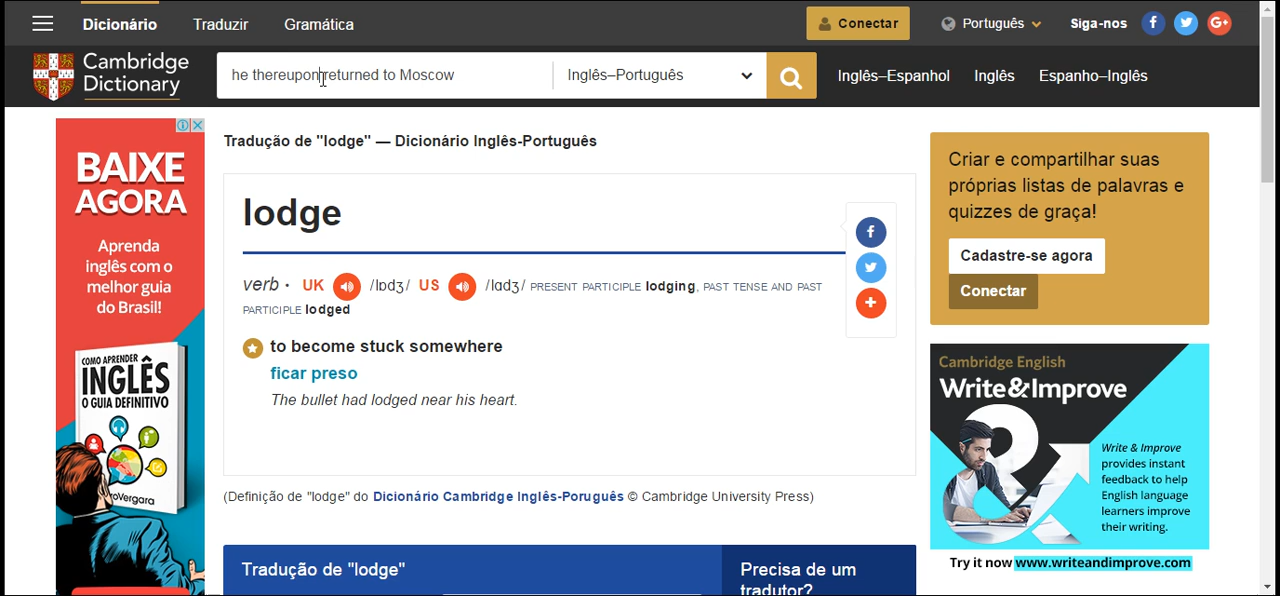 Dicionário Traduzir Gramática Conectar Português Siga-nos
Cambridge
Dictionary
he thereupon returned to Moscow Inglês–Português Inglês–Espanhol Inglês Espanho–Inglês
BAIXE
AGORA
Aprenda
inglês com o
melhor guia
do Brasil!
COMO APRENDER
INGLÊS
O GUIA DEFINITIVO
Tradução de "lodge" — Dicionário Inglês-Português
lodge
verb • UK /lɒdʒ/ US /lɑdʒ/ PRESENT PARTICIPLE lodging, PAST TENSE AND PAST
PARTICIPLE lodged
to become stuck somewhere
ficar preso
The bullet had lodged near his heart.
(Definição de "lodge" do Dicionário Cambridge Inglês-Poruguês © Cambridge University Press)
Tradução de "lodge"
Precisa de um
tradutor?
Criar e compartilhar suas
próprias listas de palavras e
quizzes de graça!
Cadastre-se agora
Conectar
Cambridge English
Write&Improve
&
Write & Improve
provides instant
feedback to help
English language
learners improve
their writing.
Try it now www.writeandimprove.com